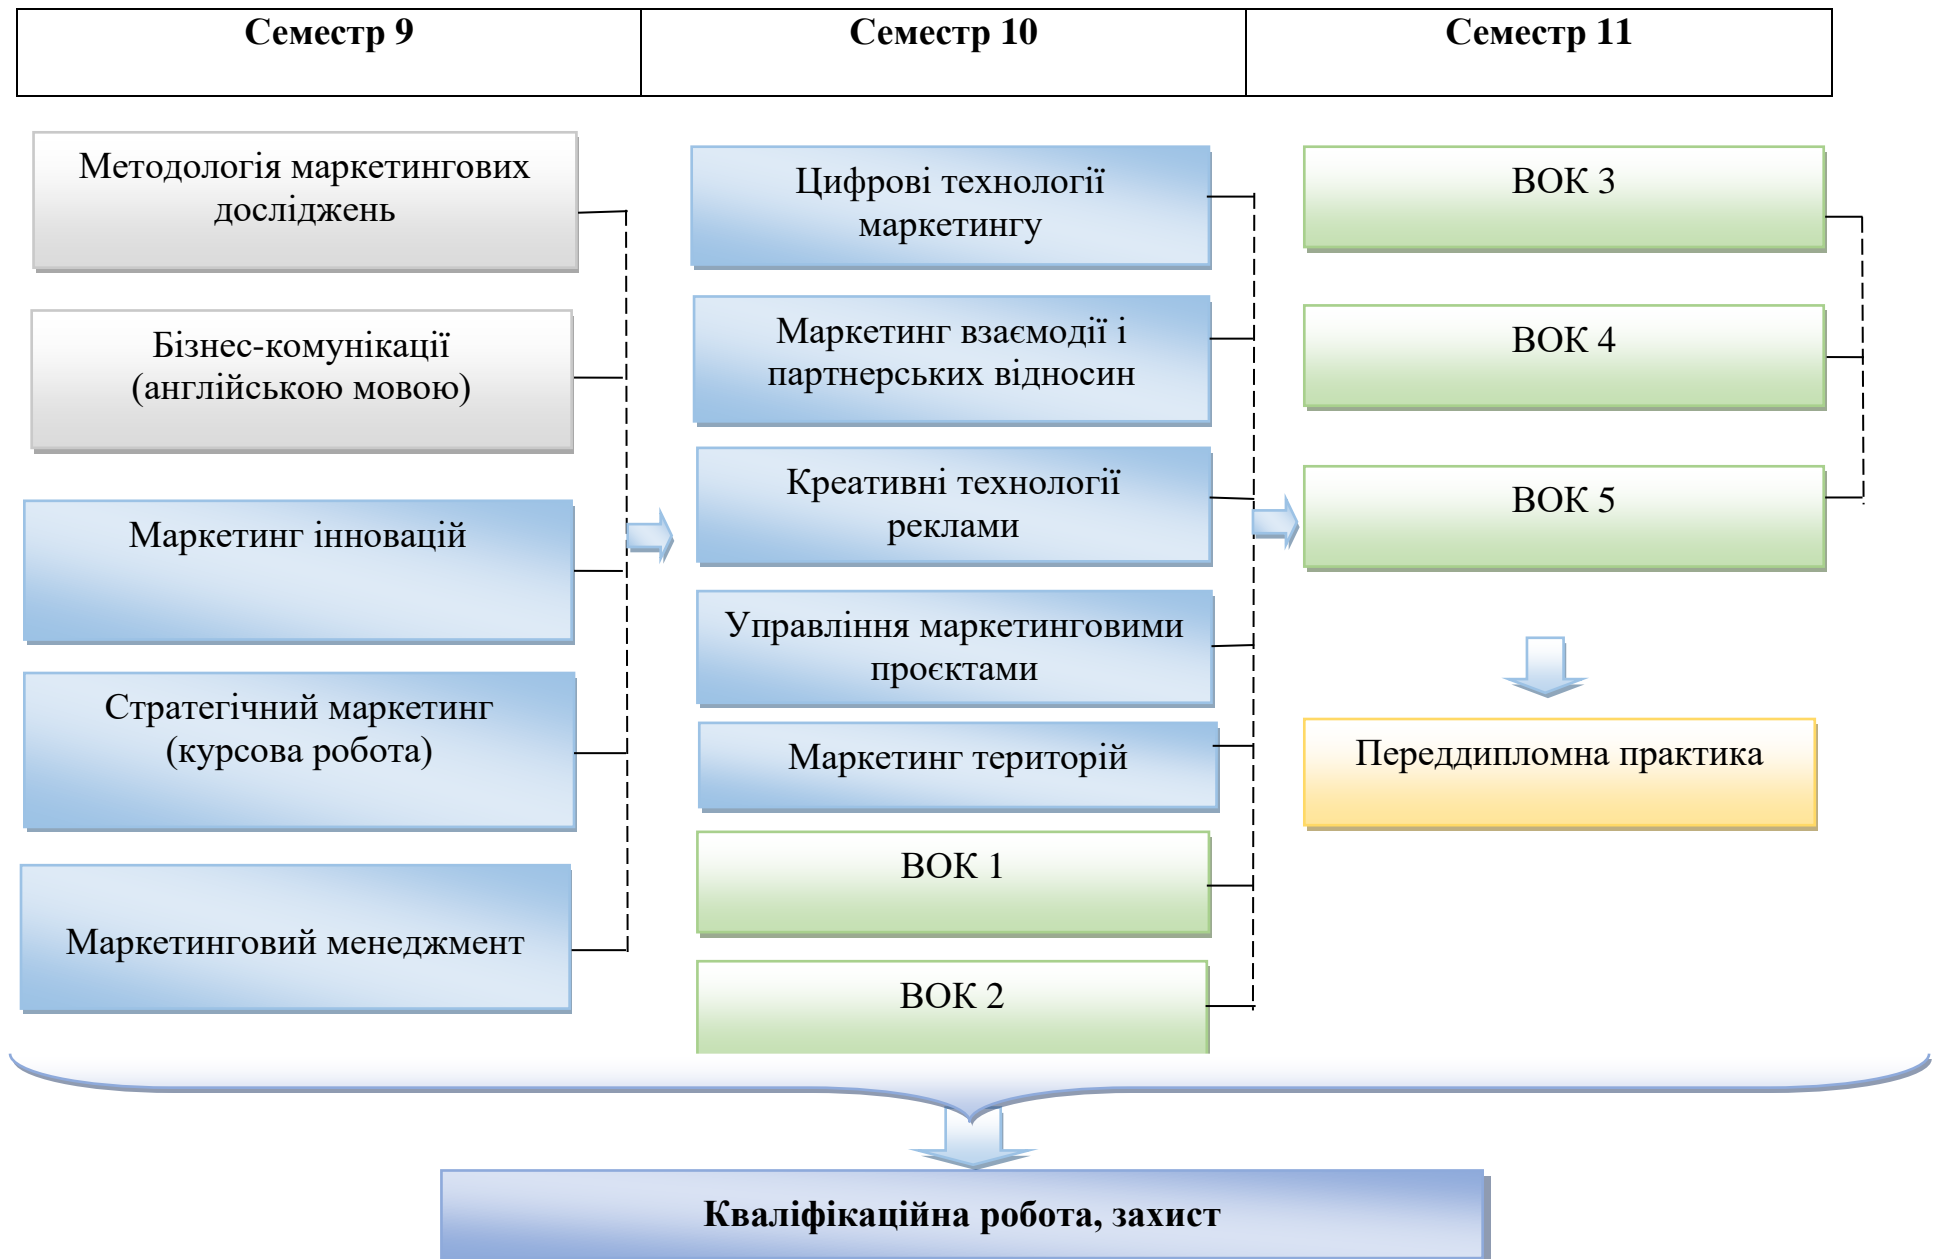 Семестр 9
Семестр 10
Семестр 11
Методологія маркетингових
досліджень
Бізнес-комунікації
(англійською мовою)
Маркетинг інновацій
Стратегічний маркетинг
(курсова робота)
Маркетинговий менеджмент
Цифрові технології
маркетингу
Маркетинг взаємодії і
партнерських відносин
Креативні технології
реклами
Управління маркетинговими
проєктами
Маркетинг територій
ВОК 1
ВОК 2
ВОК 3
ВОК 4
ВОК 5
Переддипломна практика
Кваліфікаційна робота, захист